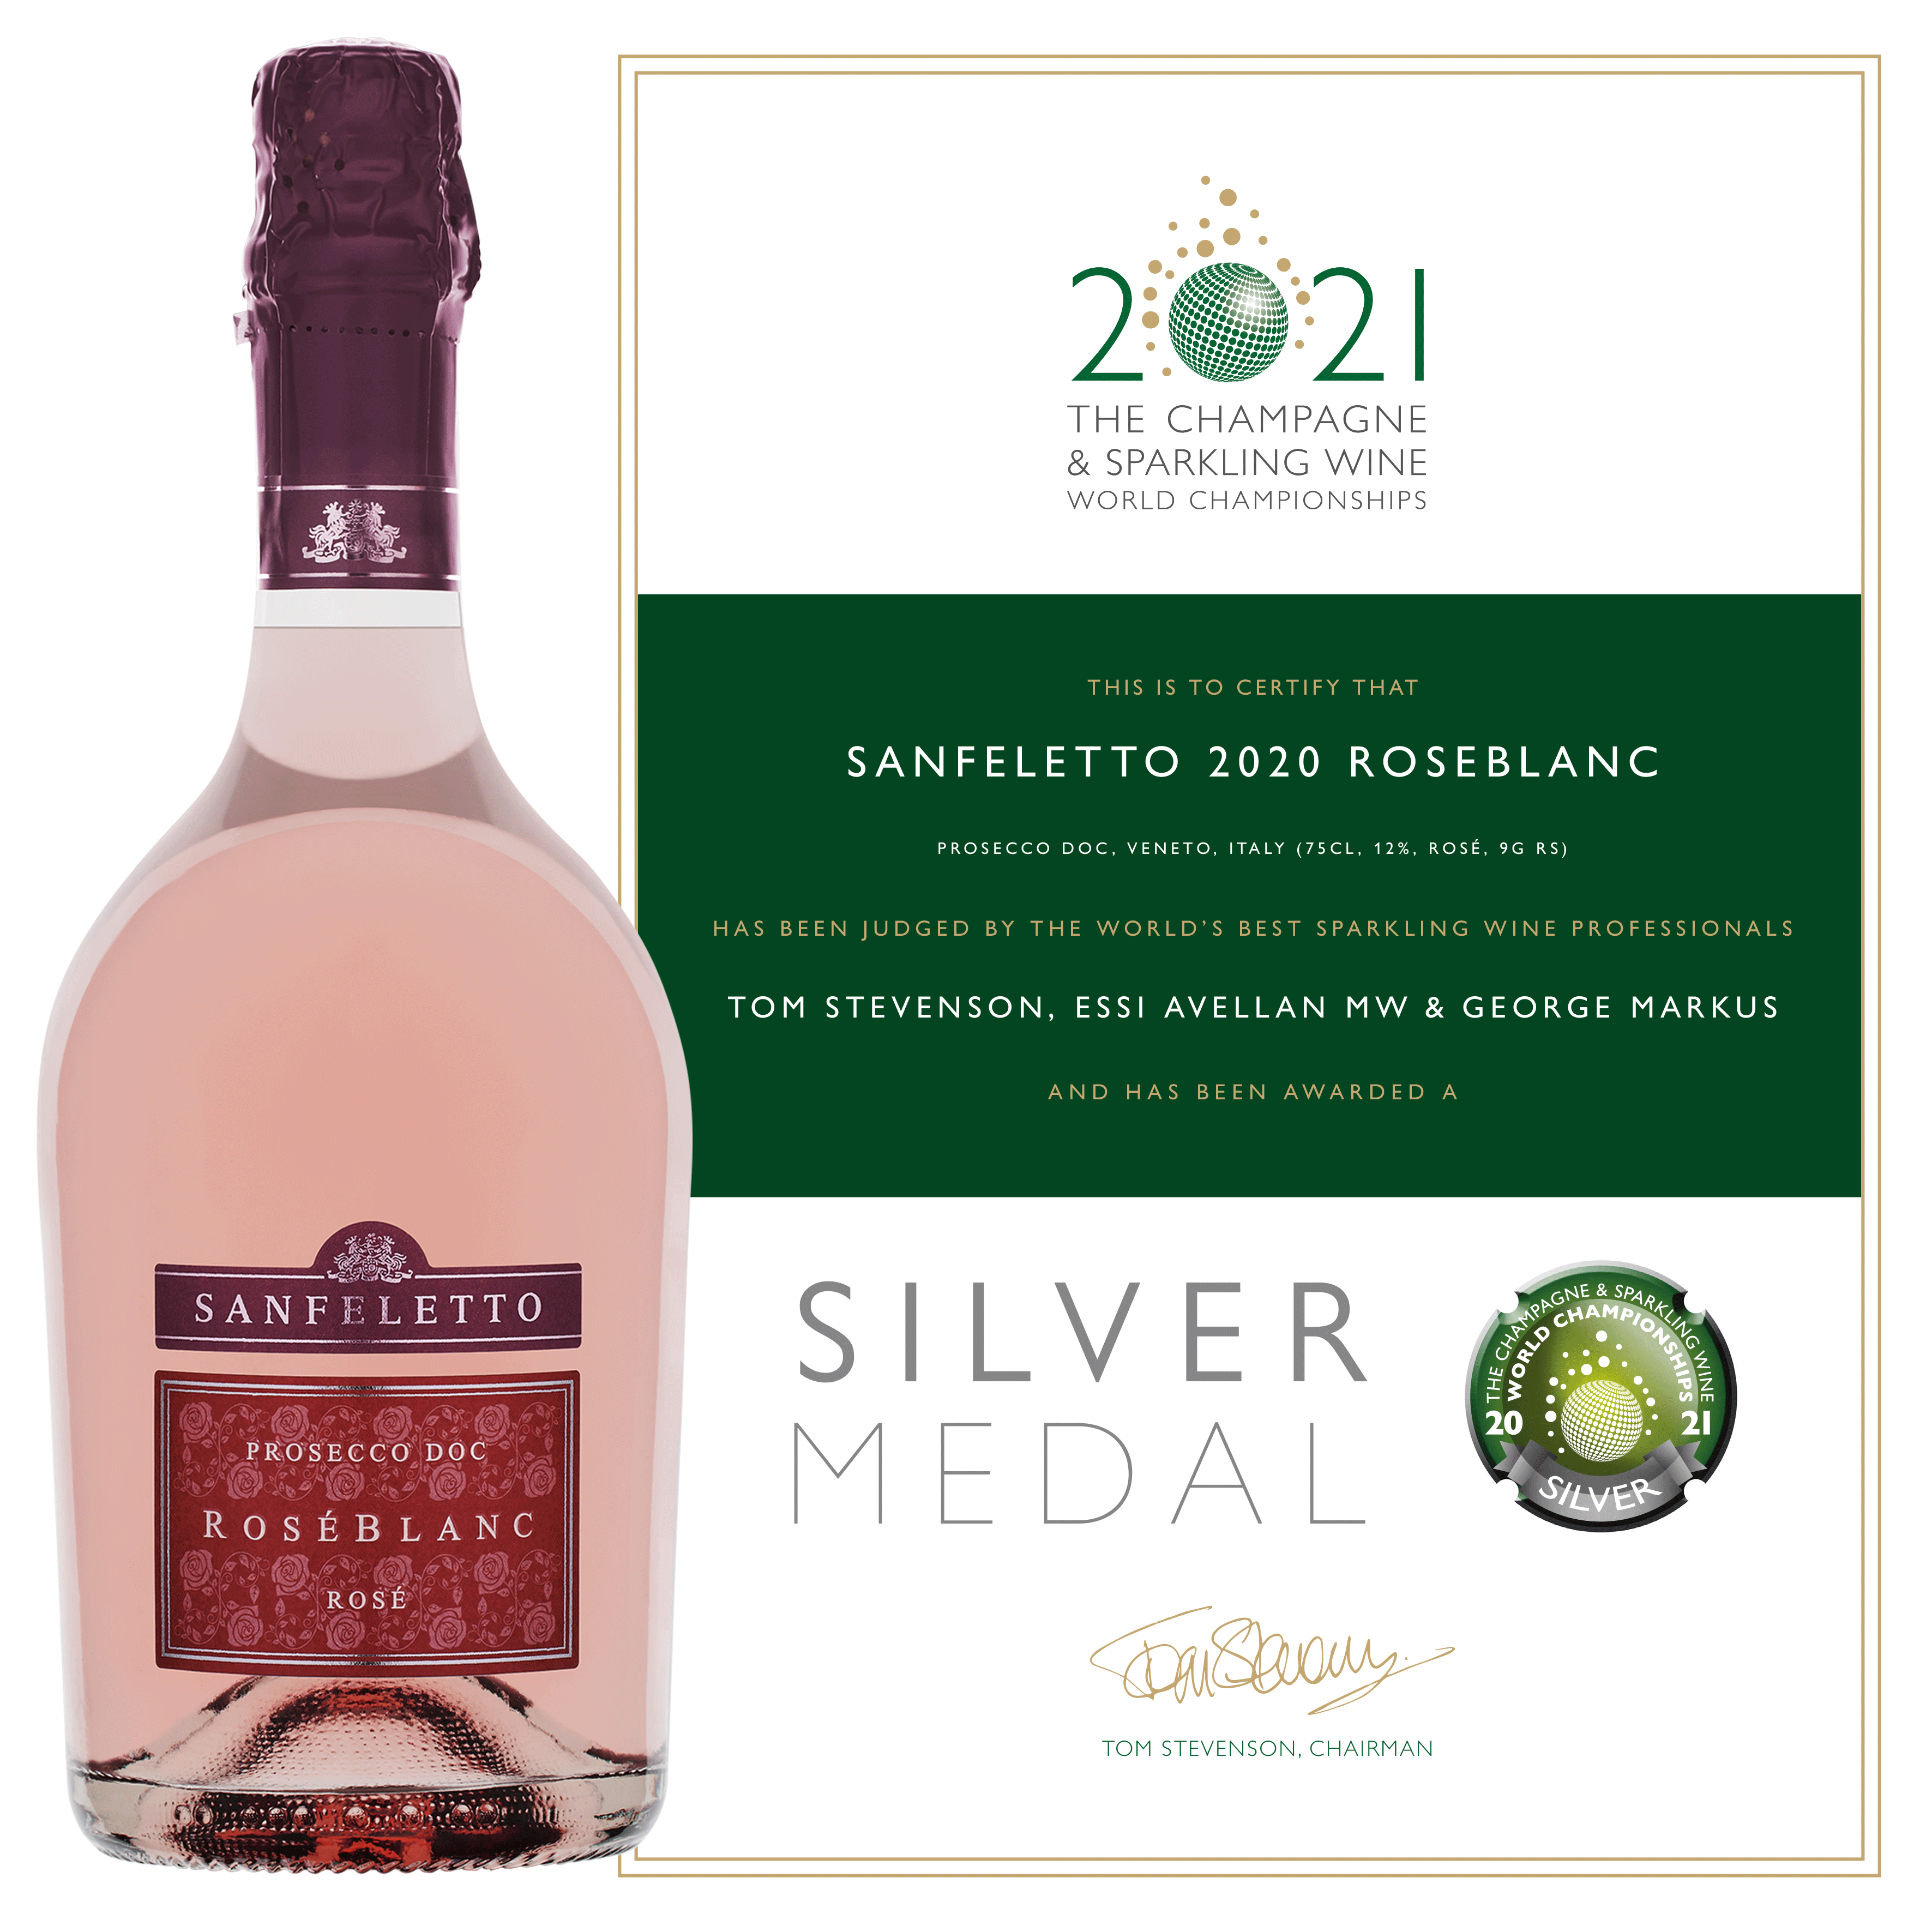 2021
THE CHAMPAGNE
& SPARKLING WINE
WORLD CHAMPIONSHIPS
THIS IS TO CERTIFY THAT
SANFELETTO 2020 ROSEBLANC
PROSECCO DOC, VENETO, ITALY (75CL, 12%, ROSÉ, 9G RS)
HAS BEEN JUDGED BY THE WORLD'S BEST SPARKLING WINE PROFESSIONALS
TOM STEVENSON, ESSI AVELLAN MW & GEORGE MARKUS
AND HAS BEEN AWARDED A
SILVER
MEDAL
THE CHAMPAGNE & SPARKLING WINE
WORLD CHAMPIONSHIPS
20 21
SILVER
Tom Stevenson
TOM STEVENSON, CHAIRMAN
SANFELETTO
PROSECCO DOC
ROSÉBLANC
ROSÉ